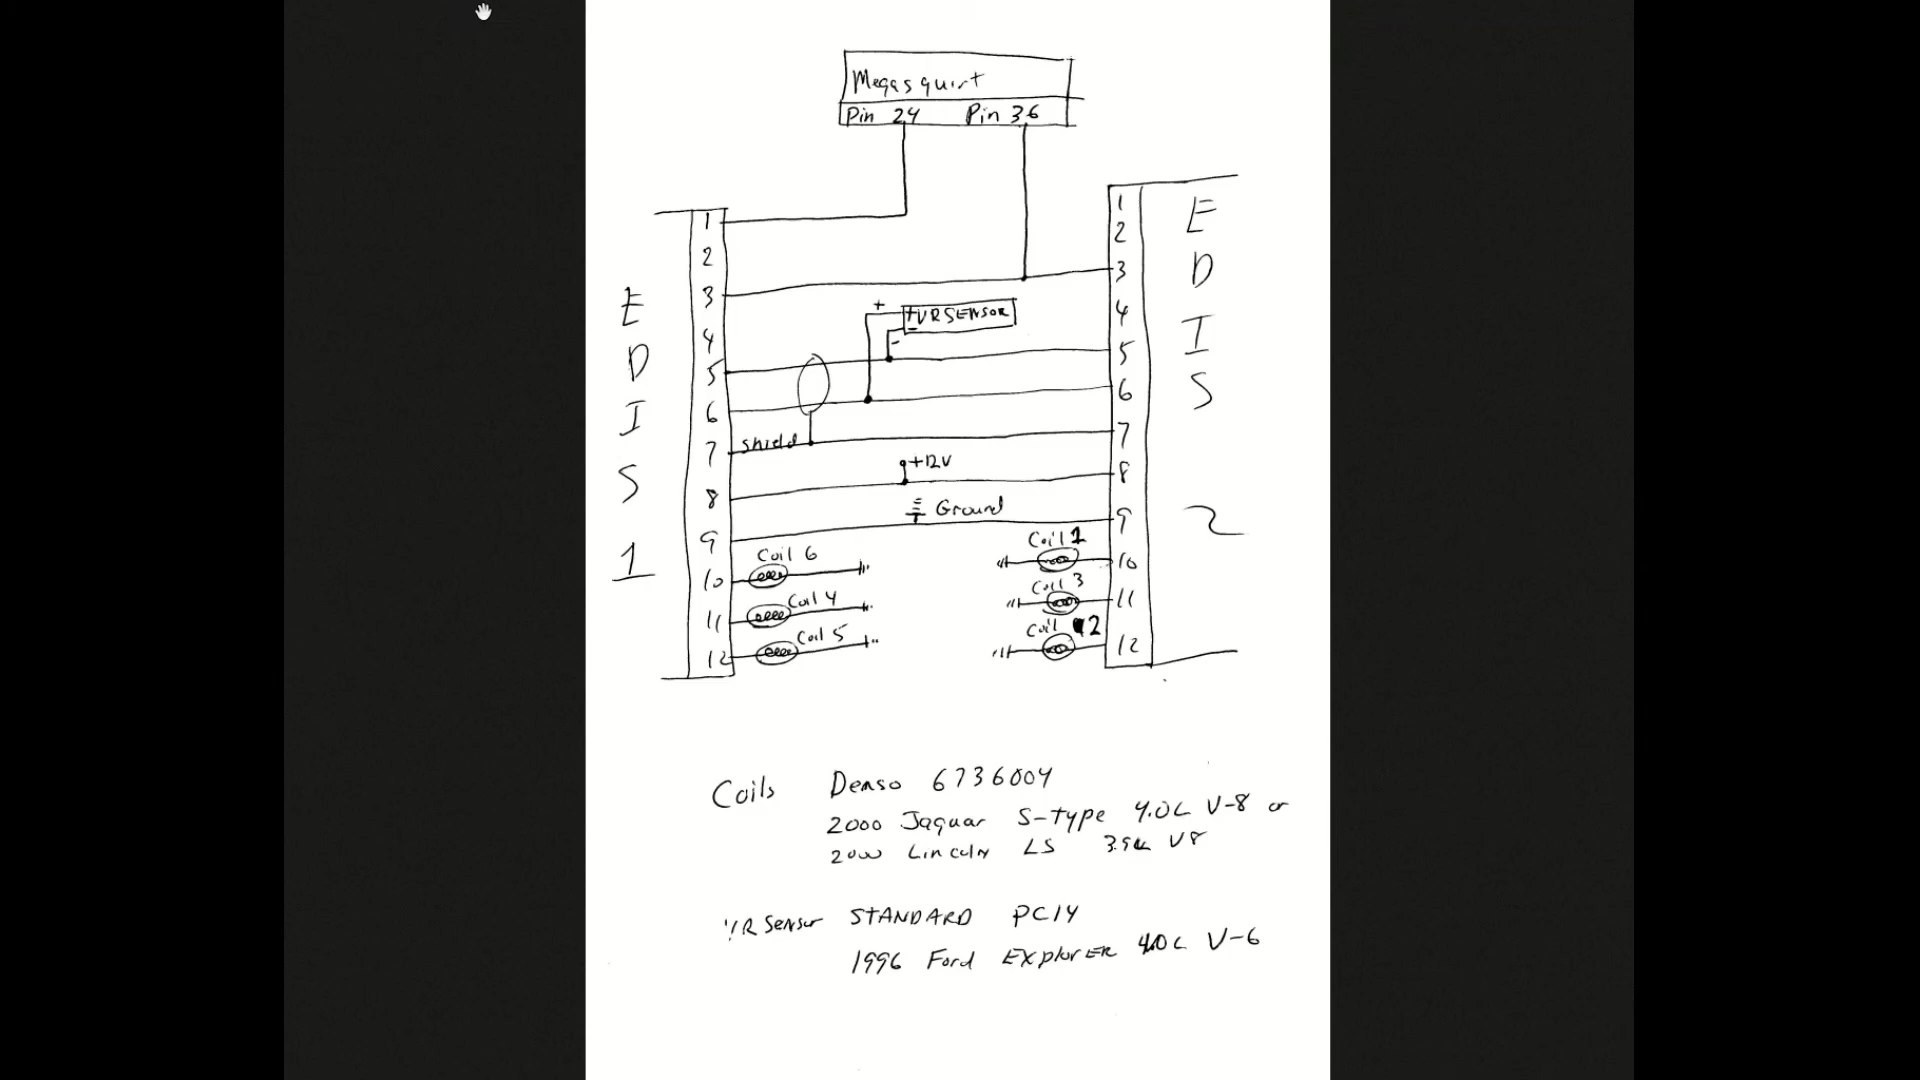 Megasquirt
Pin 24 Pin 36
1
2
3
4
5
6
7
8
9
10
11
12
EDIS 1
1
2
3
4
5
6
7
8
9
10
11
12
EDIS 2
+ + VR SENSOR
- -
shield
+12V
Ground
Coil 6
Coil 4
Coil 5
Coil 1
Coil 3
Coil 2
Coils Denso 6736004
2000 Jaguar S-Type 4.0L V-8 or
2000 Lincoln LS 3.9L V8
VR Sensor STANDARD PC14
1996 Ford EXplorER 4.0L V-6